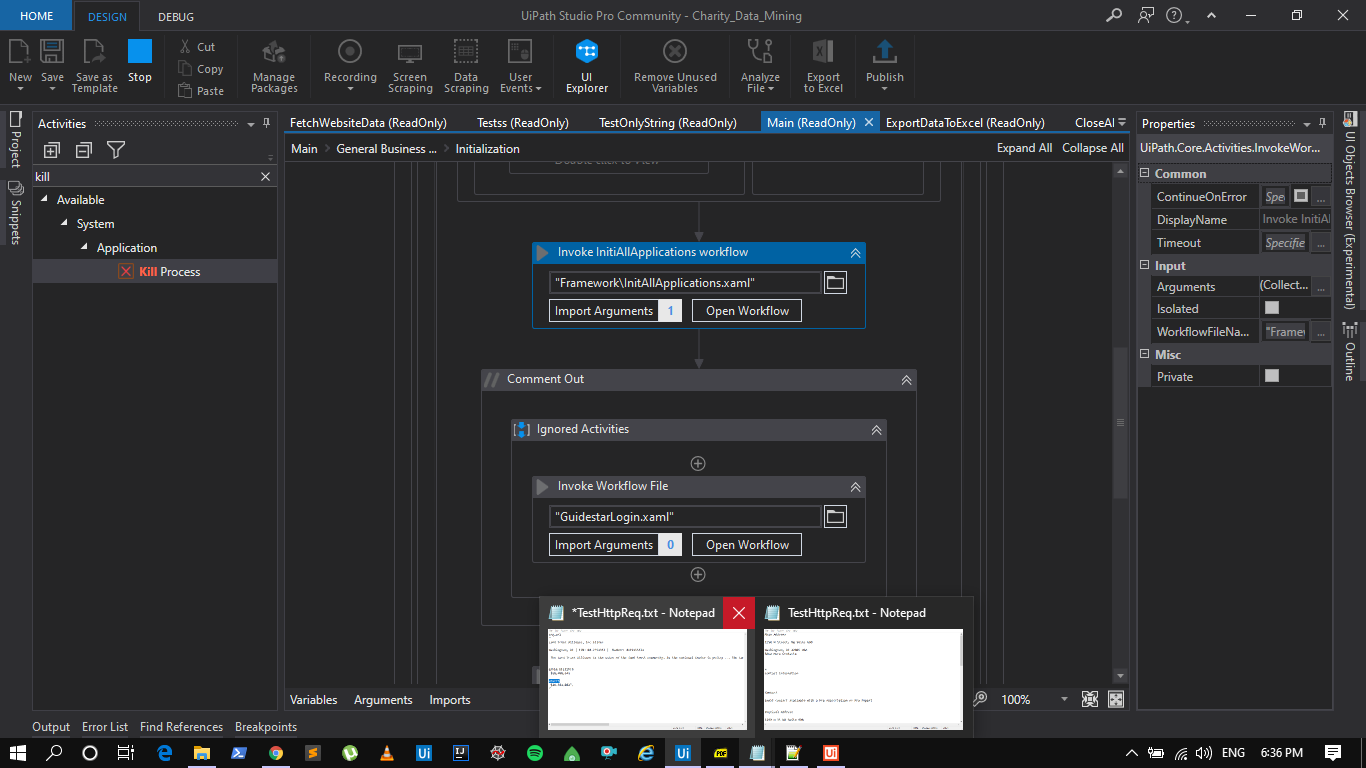 HOME DESIGN DEBUG UiPath Studio Pro Community - Charity_Data_Mining
New
Save
Save as
Template
Stop
Cut
Copy
Paste
Manage
Packages
Recording
Screen
Scraping
Data
Scraping
User
Events
UI
Explorer
Remove Unused
Variables
Analyze
File
Export
to Excel
Publish
Project
Snippets
Activities
kill
Available
System
Application
Kill Process
FetchWebsiteData (ReadOnly) Testss (ReadOnly) TestOnlyString (ReadOnly) Main (ReadOnly) ExportDataToExcel (ReadOnly) CloseAl
Main General Business ... Initialization Expand All Collapse All
Double click to View
Invoke InitiAllApplications workflow
"Framework\InitAllApplications.xaml"
Import Arguments 1 Open Workflow
// Comment Out
Ignored Activities
Invoke Workflow File
"GuidestarLogin.xaml"
Import Arguments 0 Open Workflow
*TestHttpReq.txt - Notepad
TestHttpReq.txt - Notepad
Variables Arguments Imports 100%
Properties
UiPath.Core.Activities.InvokeWor...
Common
ContinueOnError Spe ...
DisplayName Invoke InitiAl
Timeout Specifie ...
Input
Arguments (Collect... ...
Isolated
WorkflowFileNa... "Framew ...
Misc
Private
UI Objects Browser (Experimental)
Outline
Output Error List Find References Breakpoints
ENG 6:36 PM